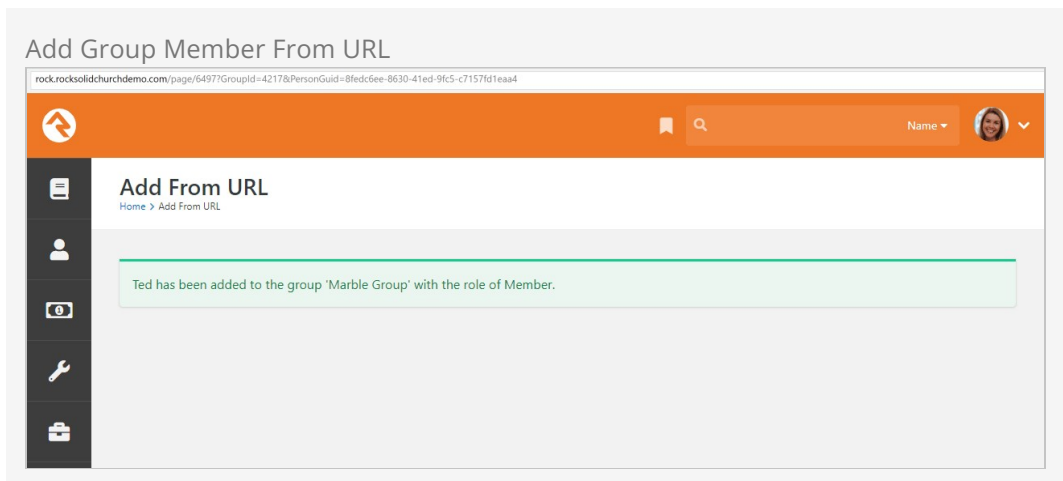 Add Group Member From URL
rock.rocksolidchurchdemo.com/page/6497?GroupId=4217&PersonGuid=8fedc6ee-8630-41ed-9fc5-c7157fd1eaa4
Name
Add From URL
Home > Add From URL
Ted has been added to the group 'Marble Group' with the role of Member.